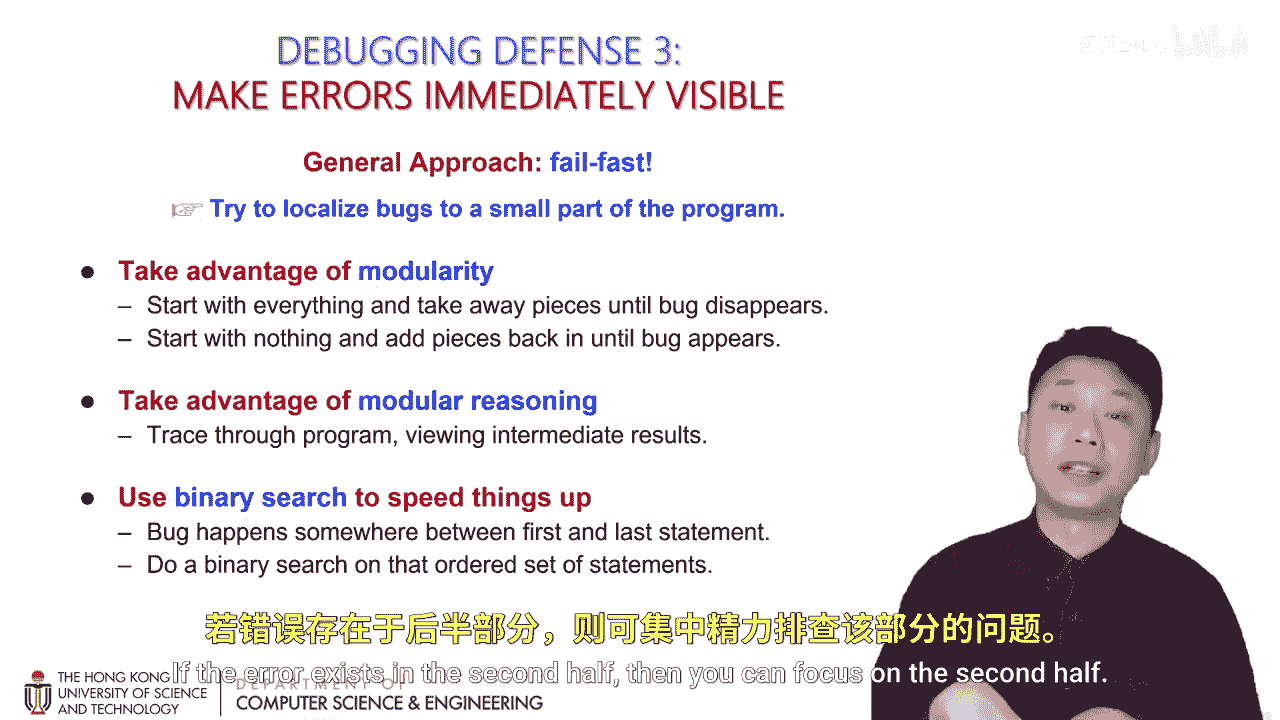 DEBUGGING DEFENSE 3:
MAKE ERRORS IMMEDIATELY VISIBLE
General Approach: fail-fast!
☞ Try to localize bugs to a small part of the program.
● Take advantage of modularity
– Start with everything and take away pieces until bug disappears.
– Start with nothing and add pieces back in until bug appears.
● Take advantage of modular reasoning
– Trace through program, viewing intermediate results.
● Use binary search to speed things up
– Bug happens somewhere between first and last statement.
– Do a binary search on that ordered set of statements.
若错误存在于后半部分，则可集中精力排查该部分的问题。
If the error exists in the second half, then you can focus on the second half.
THE HONG KONG
UNIVERSITY OF SCIENCE
AND TECHNOLOGY
DEPARTMENT OF
COMPUTER SCIENCE & ENGINEERING